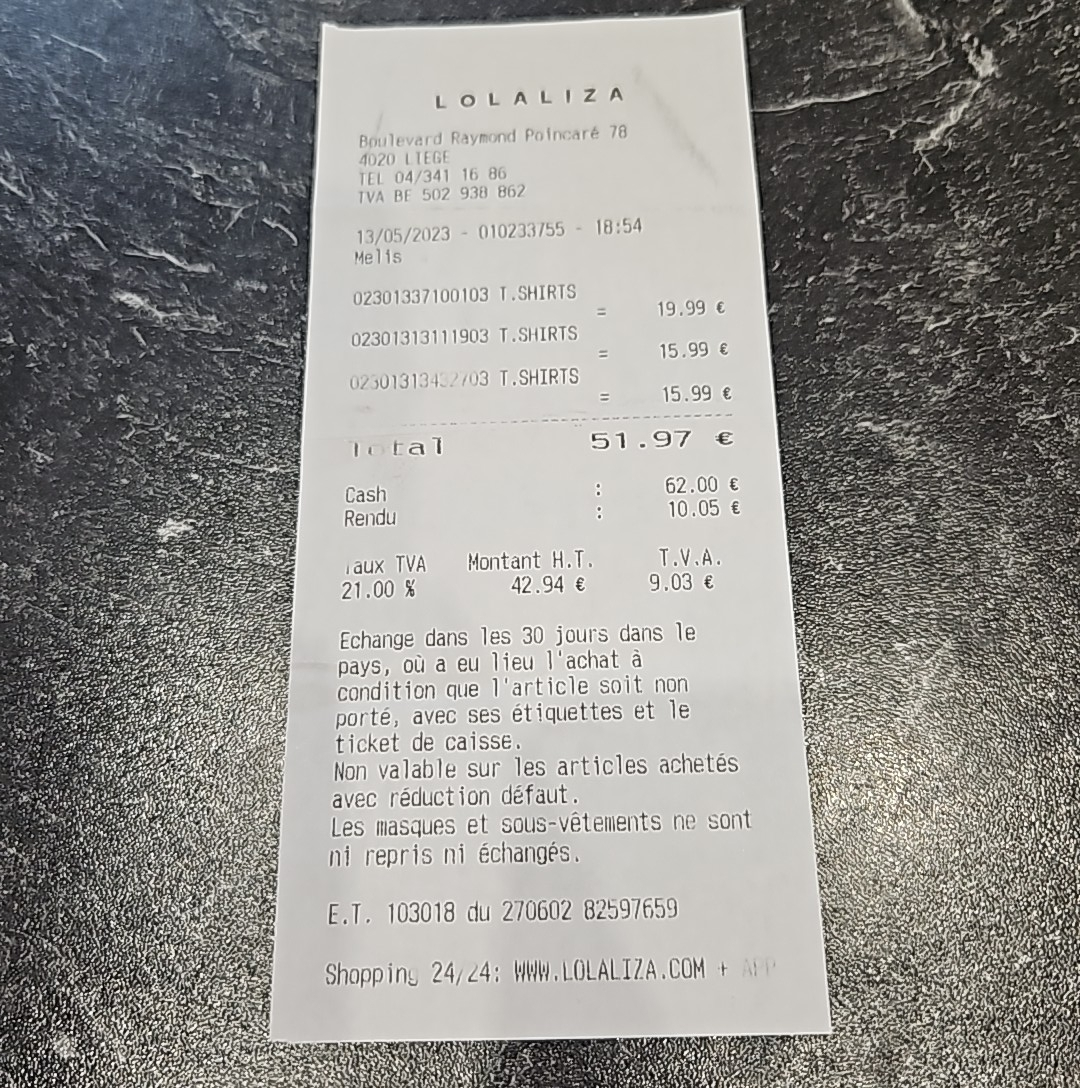 LOLALIZA
Boulevard Raymond Poincaré 78
4020 LIEGE
TEL 04/341 16 86
TVA BE 502 938 862
13/05/2023 - 010233755 - 18:54
Melis
02301337100103 T.SHIRTS
= 19.99 €
02301313111903 T.SHIRTS
= 15.99 €
T.SHIRTS
= 15.99 €
Total 51.97 €
Cash : 62.00 €
Rendu : 10.05 €
Taux TVA Montant H.T. T.V.A.
21.00 % 42.94 € 9.03 €
Echange dans les 30 jours dans le
pays, où a eu lieu l'achat à
condition que l'article soit non
porté, avec ses étiquettes et le
ticket de caisse.
Non valable sur les articles achetés
avec réduction défaut.
Les masques et sous-vêtements ne sont
ni repris ni échangés.
E.T. 103018 du 270602 82597659
Shopping 24/24: WWW.LOLALIZA.COM + APP